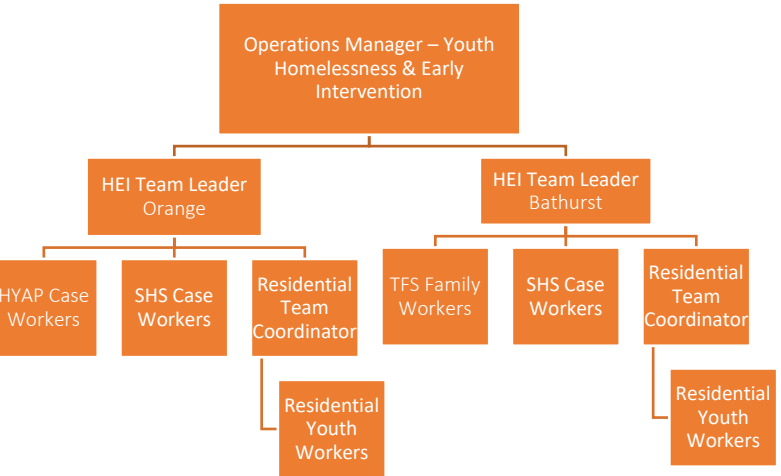 Operations Manager – Youth
Homelessness & Early
Intervention
HEI Team Leader
Orange
HEI Team Leader
Bathurst
HYAP Case
Workers
SHS Case
Workers
Residential
Team
Coordinator
TFS Family
Workers
SHS Case
Workers
Residential
Team
Coordinator
Residential
Youth
Workers
Residential
Youth
Workers